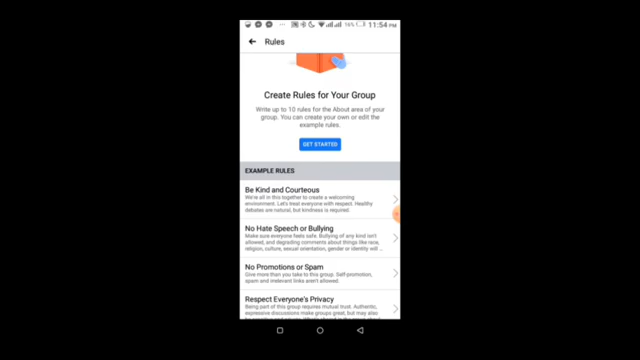 16% 11:54 PM
Rules
Create Rules for Your Group
Write up to 10 rules for the About area of your
group. You can create your own or edit the
example rules.
GET STARTED
EXAMPLE RULES
Be Kind and Courteous
We're all in this together to create a welcoming
environment. Let's treat everyone with respect. Healthy
debates are natural, but kindness is required.
No Hate Speech or Bullying
Make sure everyone feels safe. Bullying of any kind isn't
allowed, and degrading comments about things like race,
religion, culture, sexual orientation, gender or identity will ...
No Promotions or Spam
Give more than you take to this group. Self-promotion,
spam and irrelevant links aren't allowed.
Respect Everyone's Privacy
Being part of this group requires mutual trust. Authentic,
expressive discussions make groups great, but may also